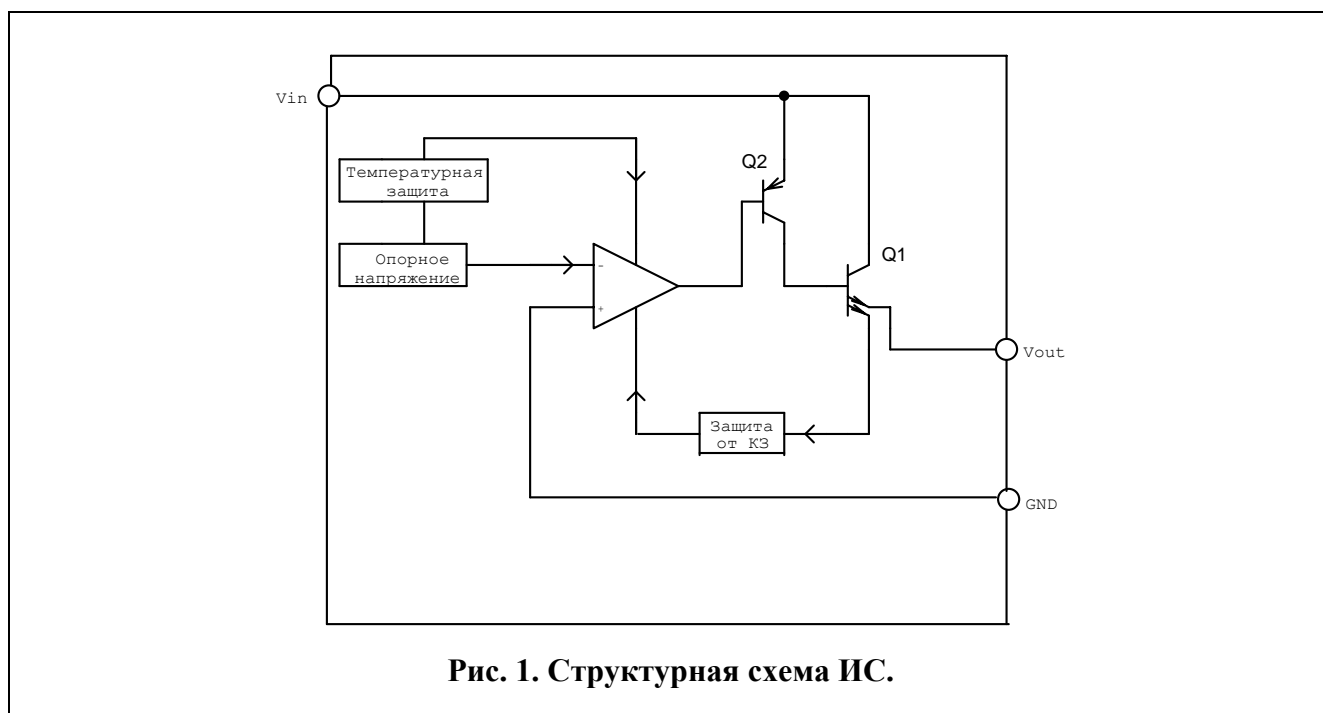 Vin
Q2
Температурная
защита
Q1
Опорное
напряжение
-
+
Vout
Защита
от КЗ
GND
Рис. 1. Структурная схема ИС.